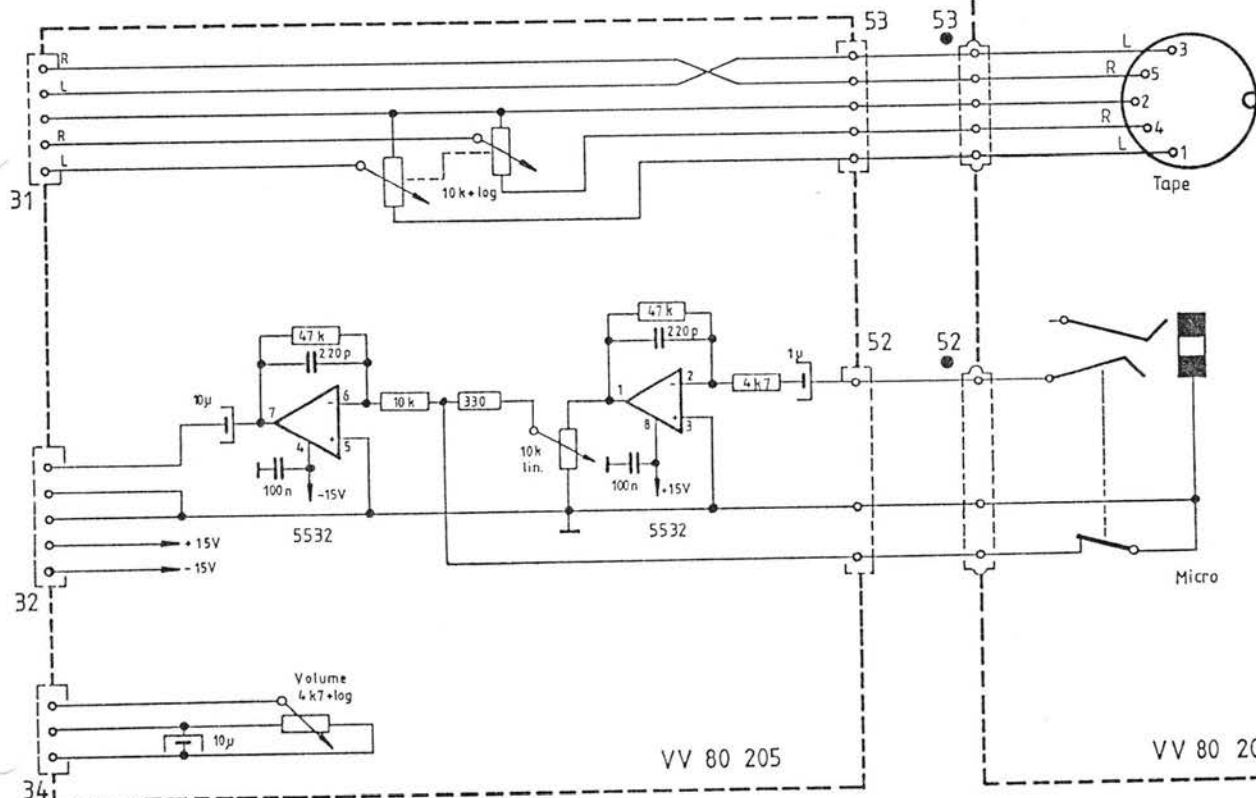 53 53
R L 3
L R 5
2
R R 4
L L 1
10k+log
31 Tape
47k 47k
220p 220p
52 52
1µ
10µ 7 - 6 10k 330 1 - 2 4k7
4 + 5 10k lin. 8 + 3
100n -15V 100n +15V
5532 5532
+15V
-15V
32 Micro
Volume
4k7+log
10µ
34 VV 80 205 VV 80 20